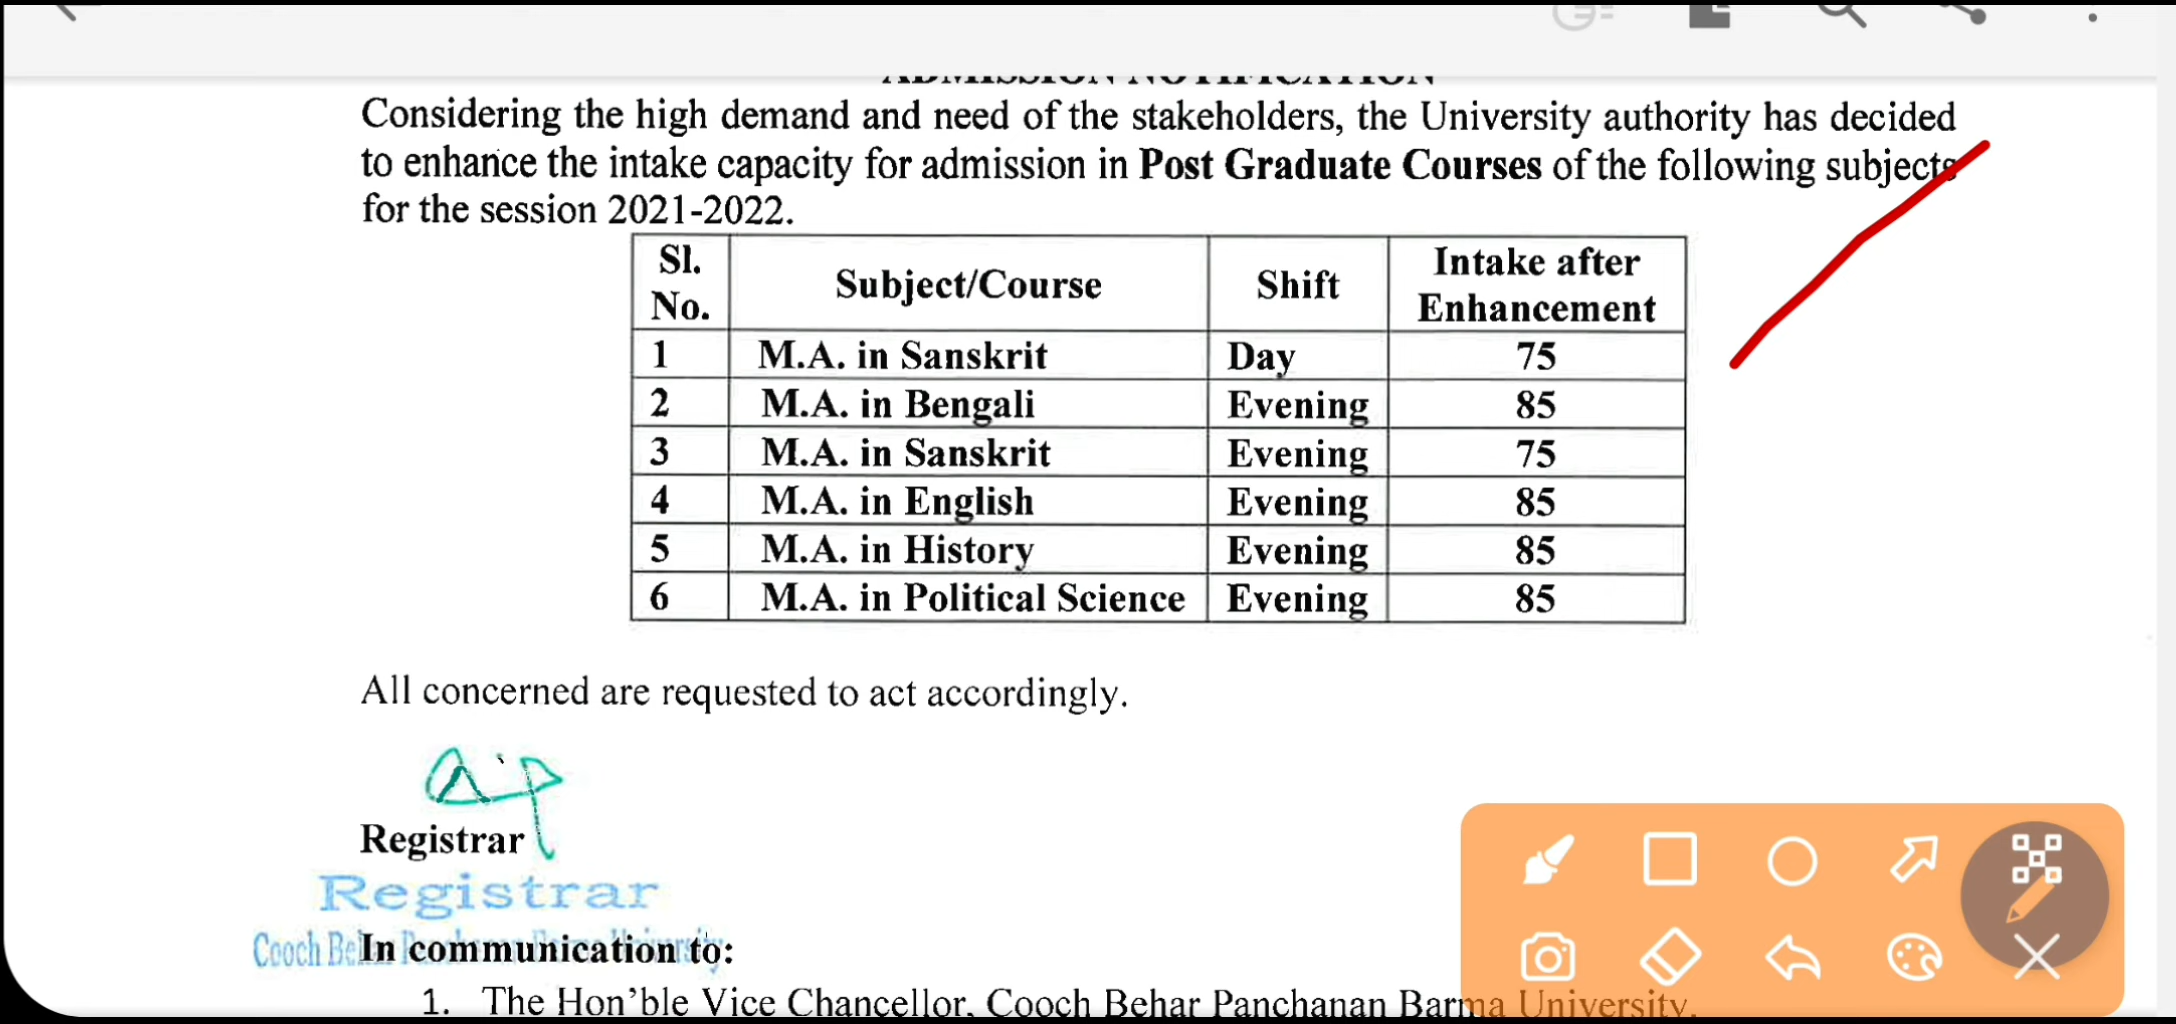 ADMISSION NOTIFICATION
Considering the high demand and need of the stakeholders, the University authority has decided
to enhance the intake capacity for admission in Post Graduate Courses of the following subjects
for the session 2021-2022.
Sl. No. Subject/Course Shift Intake after Enhancement
1 M.A. in Sanskrit Day 75
2 M.A. in Bengali Evening 85
3 M.A. in Sanskrit Evening 75
4 M.A. in English Evening 85
5 M.A. in History Evening 85
6 M.A. in Political Science Evening 85
All concerned are requested to act accordingly.
Registrar
Registrar
Cooch
In communication to:
1. The Hon’ble Vice Chancellor, Cooch Behar Panchanan Barma University.